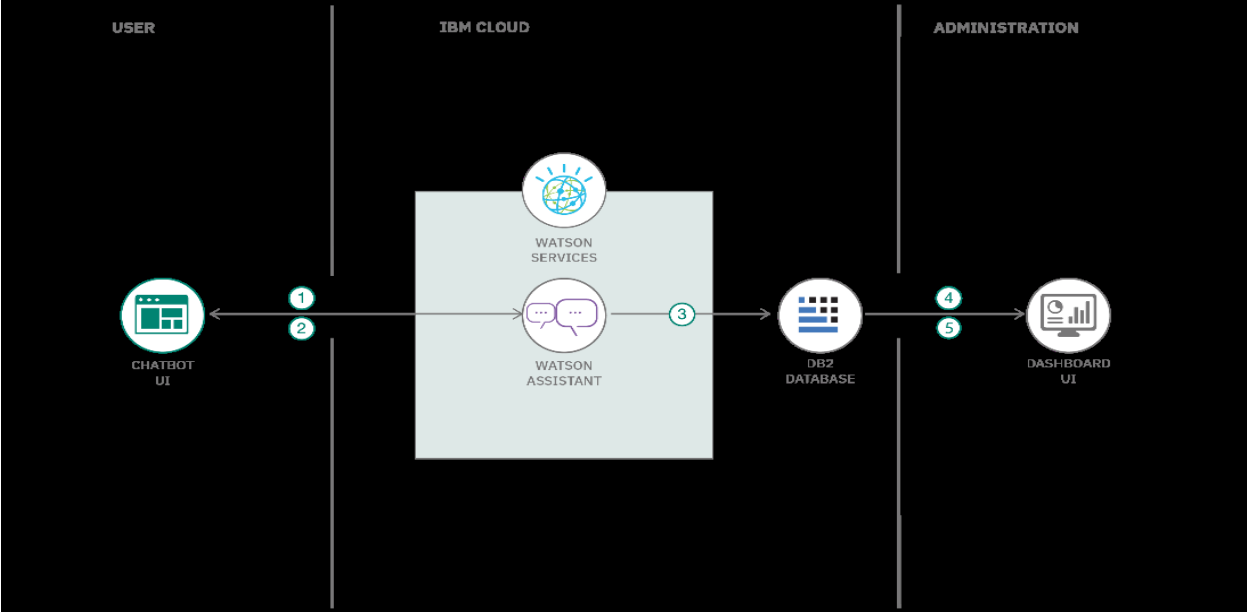 USER
IBM CLOUD
ADMINISTRATION
WATSON
SERVICES
1
2
3
4
5
CHATBOT
UI
WATSON
ASSISTANT
DB2
DATABASE
DASHBOARD
UI